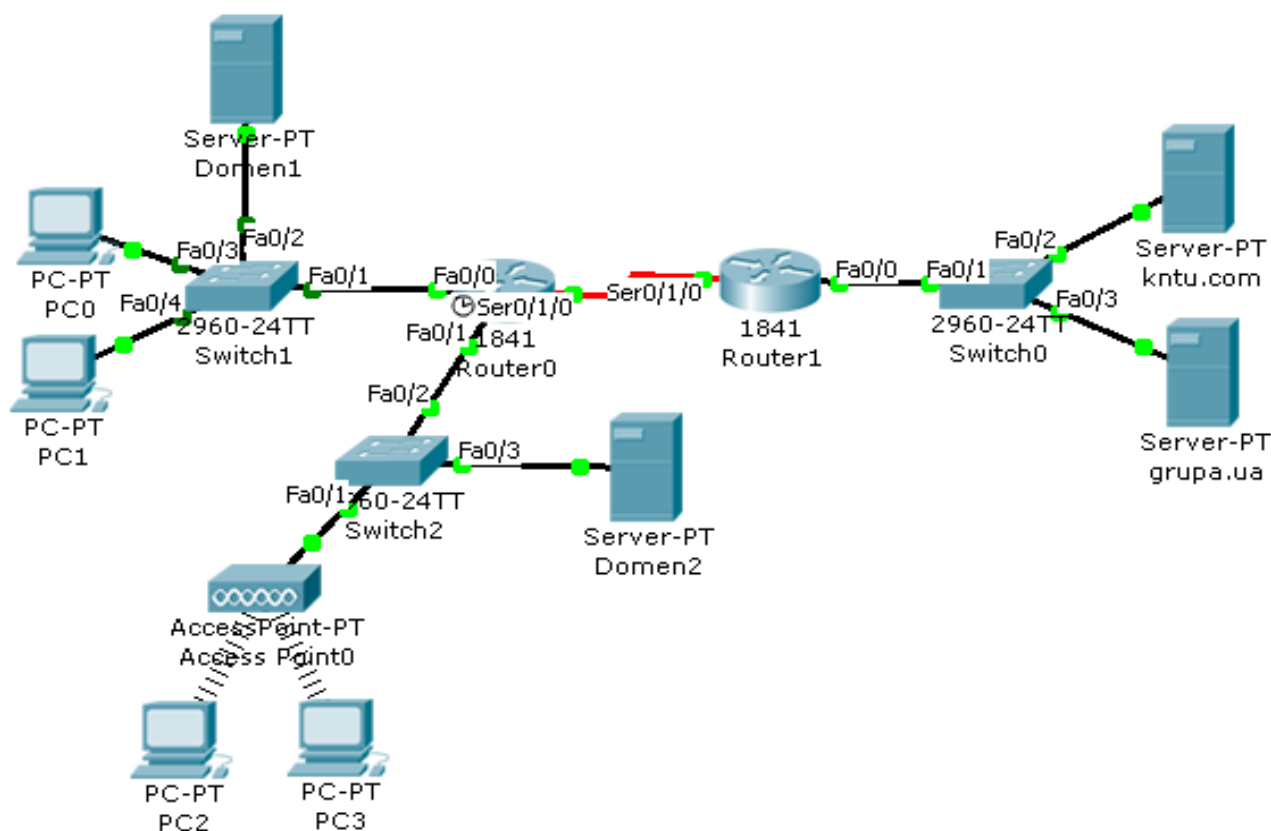 Server-PT
Domen1
Fa0/3
Fa0/2
PC-PT
PC0
Fa0/4
Fa0/1
2960-24TT
Switch1
PC-PT
PC1
Fa0/0
Ser0/1/0
Fa0/1
1841
Router0
Ser0/1/0
1841
Router1
Fa0/0
Fa0/1
Fa0/2
Fa0/3
2960-24TT
Switch0
Server-PT
kntu.com
Server-PT
grupa.ua
Fa0/2
Fa0/3
Fa0/1
60-24TT
Switch2
Server-PT
Domen2
AccessPoint-PT
Access Point0
PC-PT
PC2
PC-PT
PC3